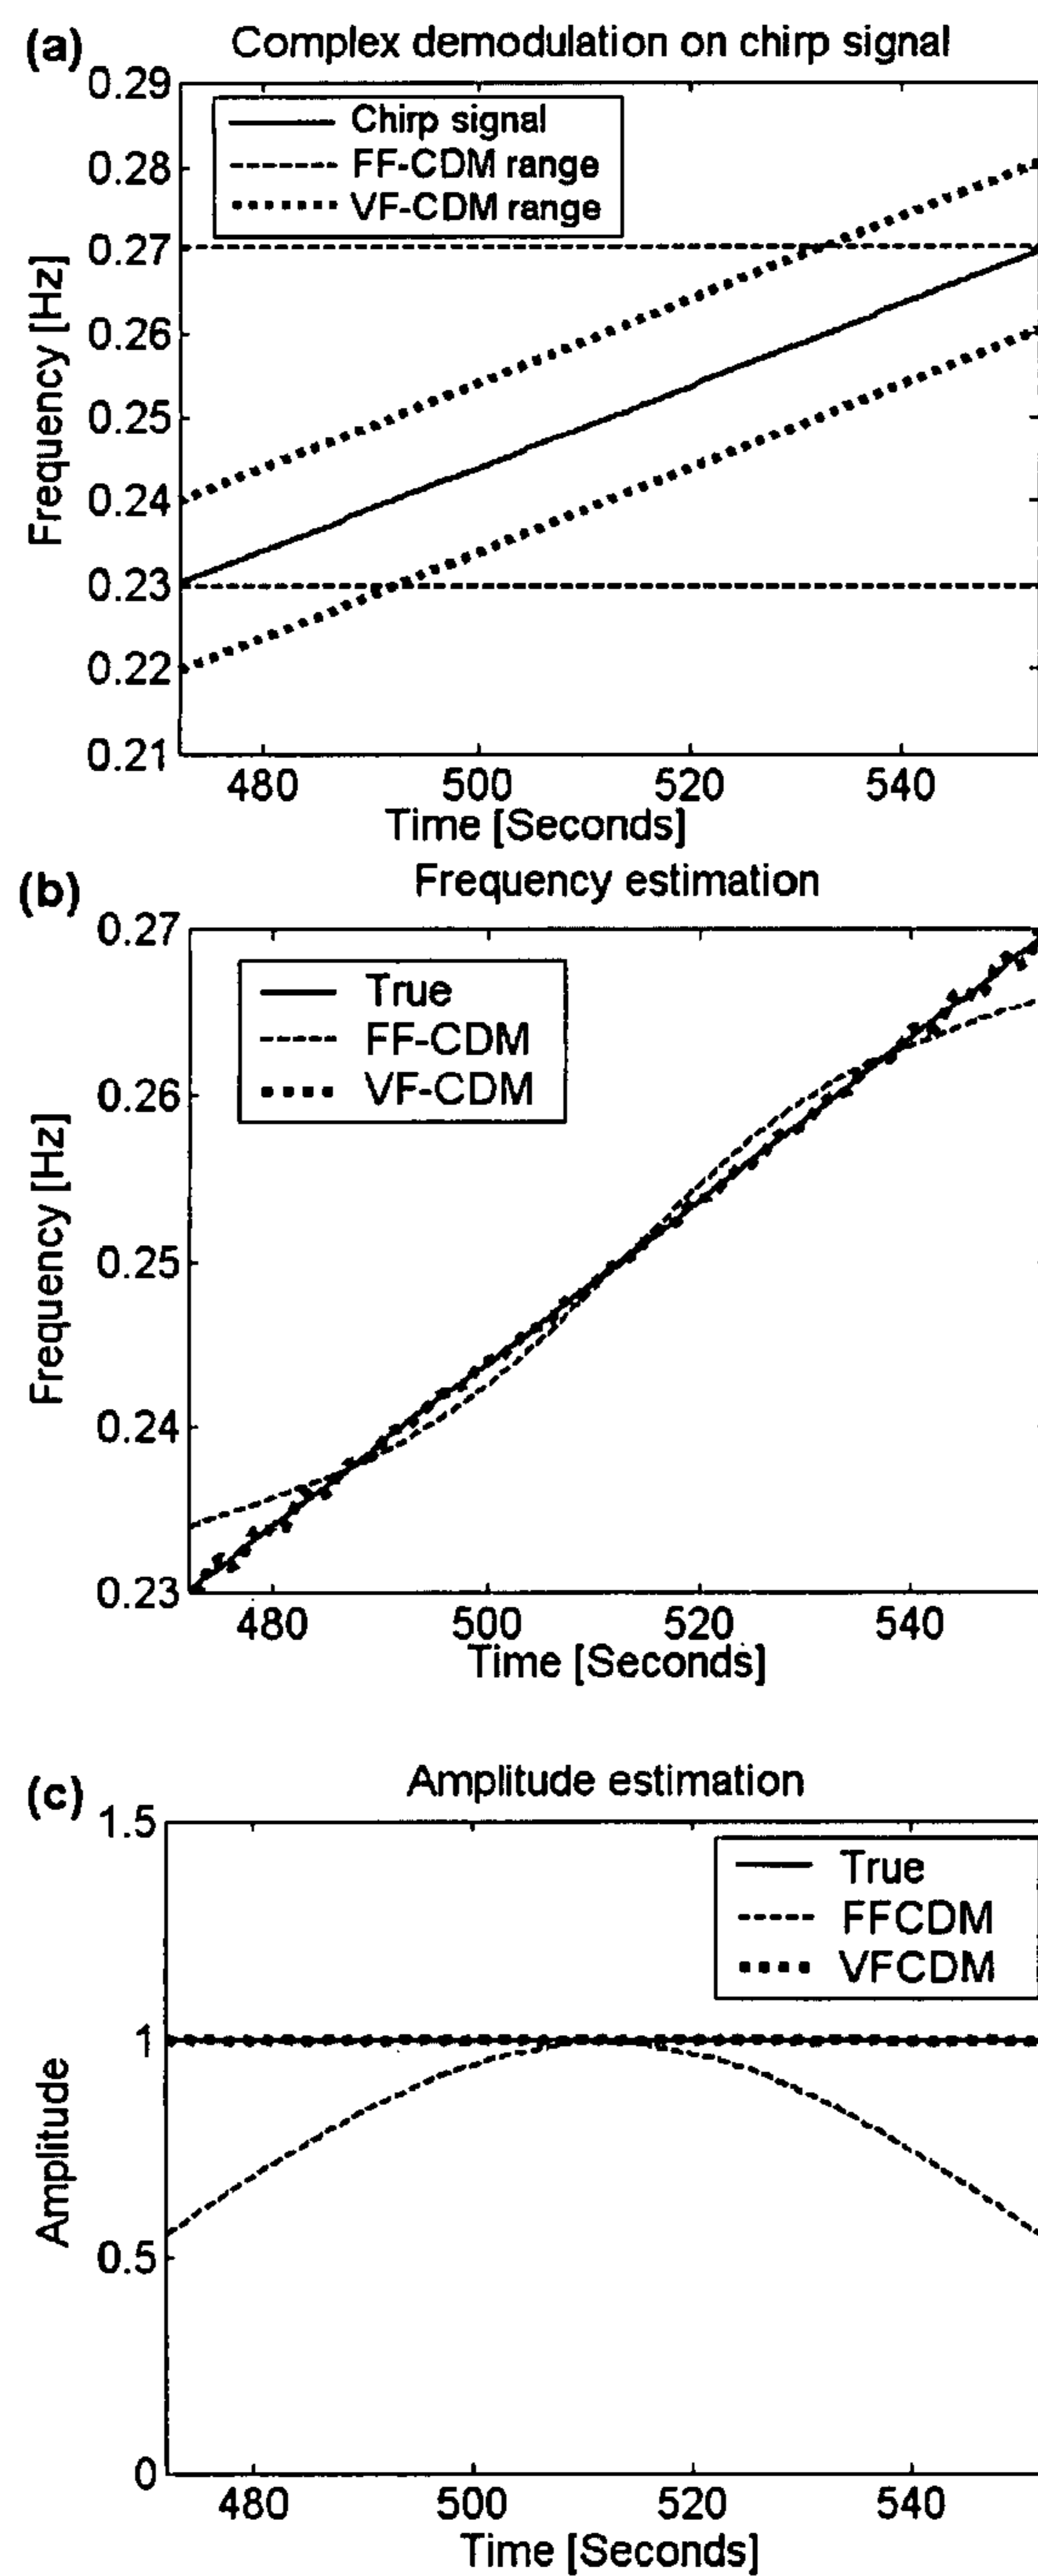 (a) Complex demodulation on chirp signal
0.29
0.28
0.27
0.26
0.25
0.24
0.23
0.22
0.21
Frequency [Hz]
Chirp signal
FF-CDM range
VF-CDM range
480 500 520 540
Time [Seconds]
(b) Frequency estimation
0.27
0.26
0.25
0.24
0.23
Frequency [Hz]
True
FF-CDM
VF-CDM
480 500 520 540
Time [Seconds]
(c) Amplitude estimation
1.5
1
0.5
0
Amplitude
True
FFCDM
VFCDM
480 500 520 540
Time [Seconds]